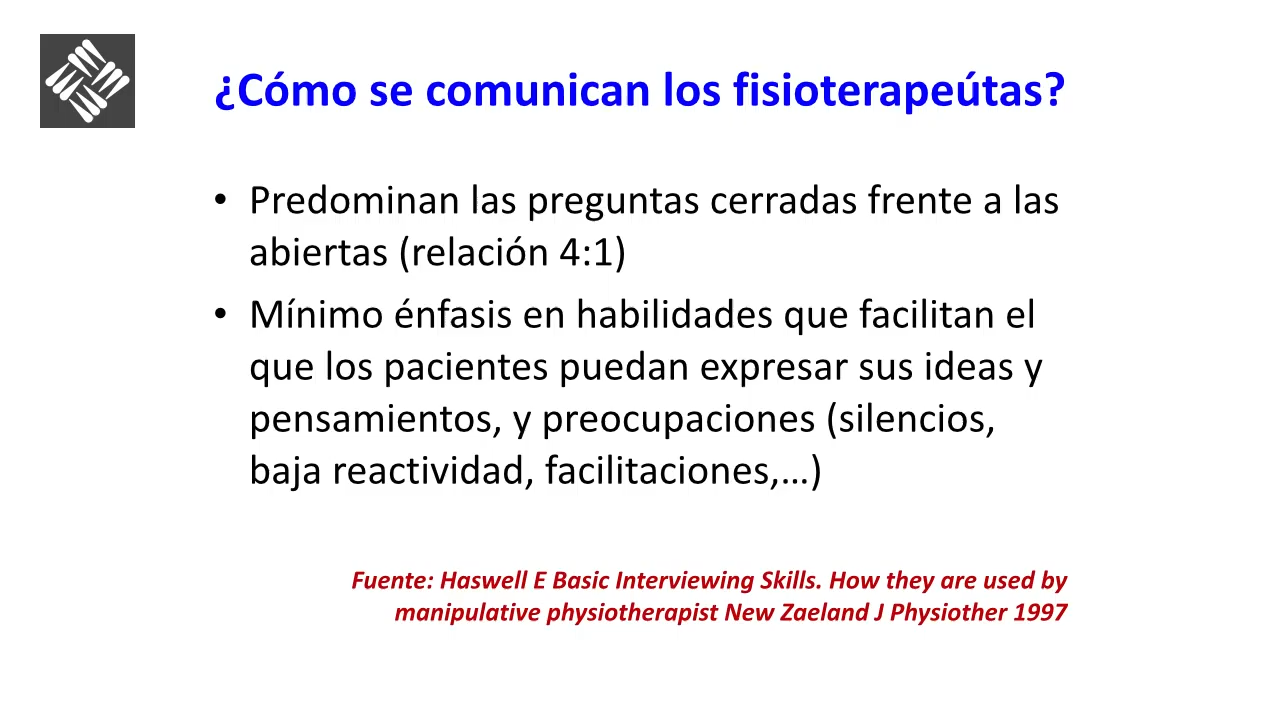 ¿Cómo se comunican los fisioterapeútas?
• Predominan las preguntas cerradas frente a las
abiertas (relación 4:1)
• Mínimo énfasis en habilidades que facilitan el
que los pacientes puedan expresar sus ideas y
pensamientos, y preocupaciones (silencios,
baja reactividad, facilitaciones,…)
Fuente: Haswell E Basic Interviewing Skills. How they are used by
manipulative physiotherapist New Zaeland J Physiother 1997